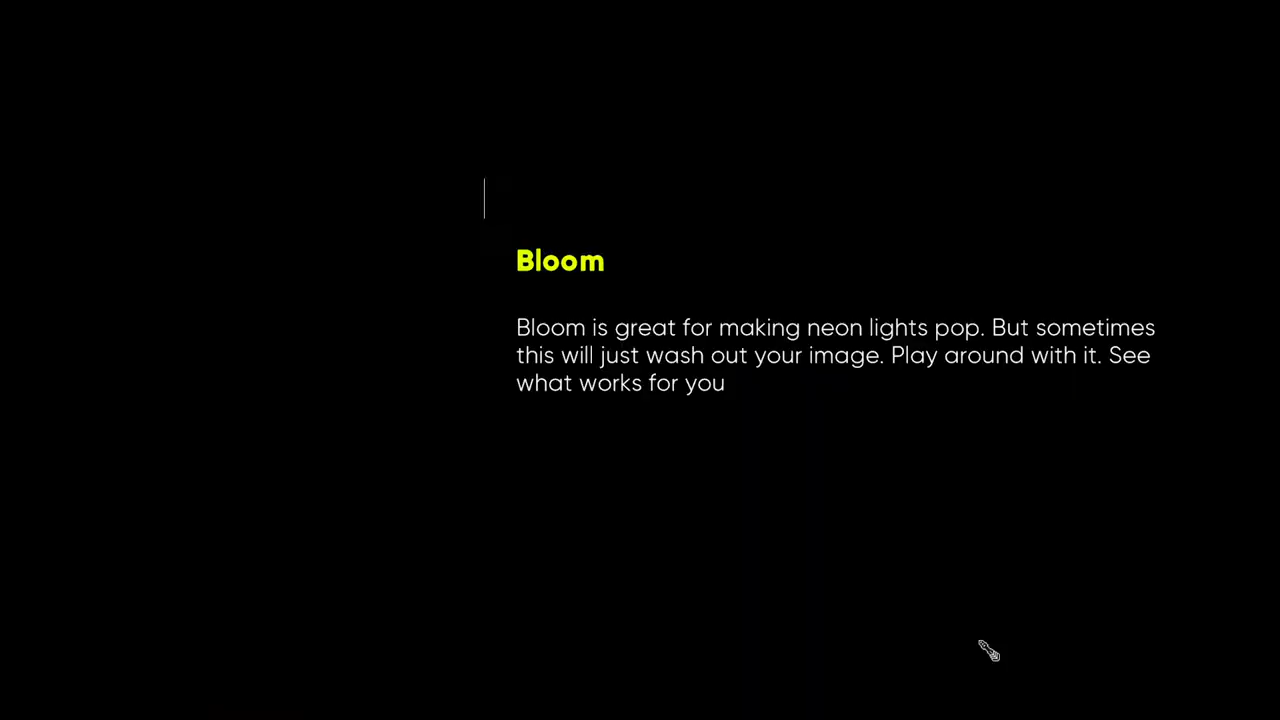 Bloom
Bloom is great for making neon lights pop. But sometimes
this will just wash out your image. Play around with it. See
what works for you